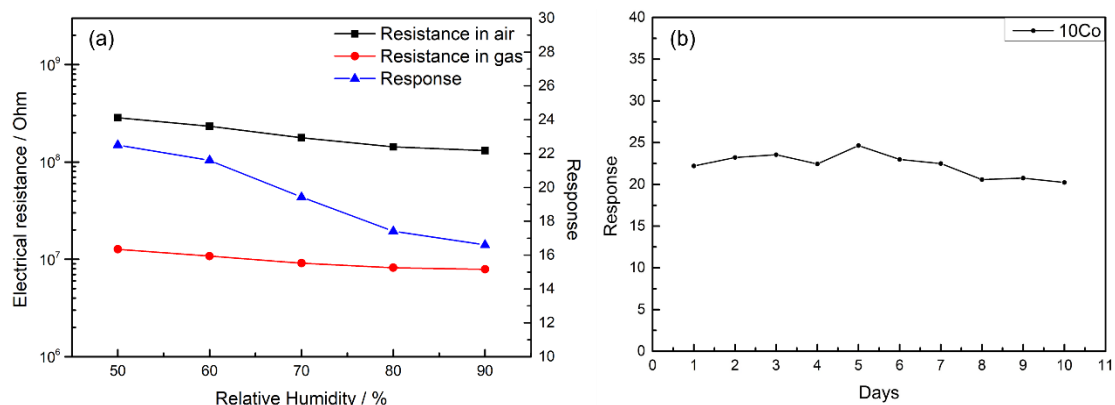 (a)
Resistance in air
Resistance in gas
Response
Electrical resistance / Ohm
10⁹
10⁸
10⁷
10⁶
50 60 70 80 90
Relative Humidity / %
30
28
26
24
22
20
18
16
14
12
10
Response
(b)
10Co
Response
40
35
30
25
20
15
10
5
0
0 1 2 3 4 5 6 7 8 9 10 11
Days